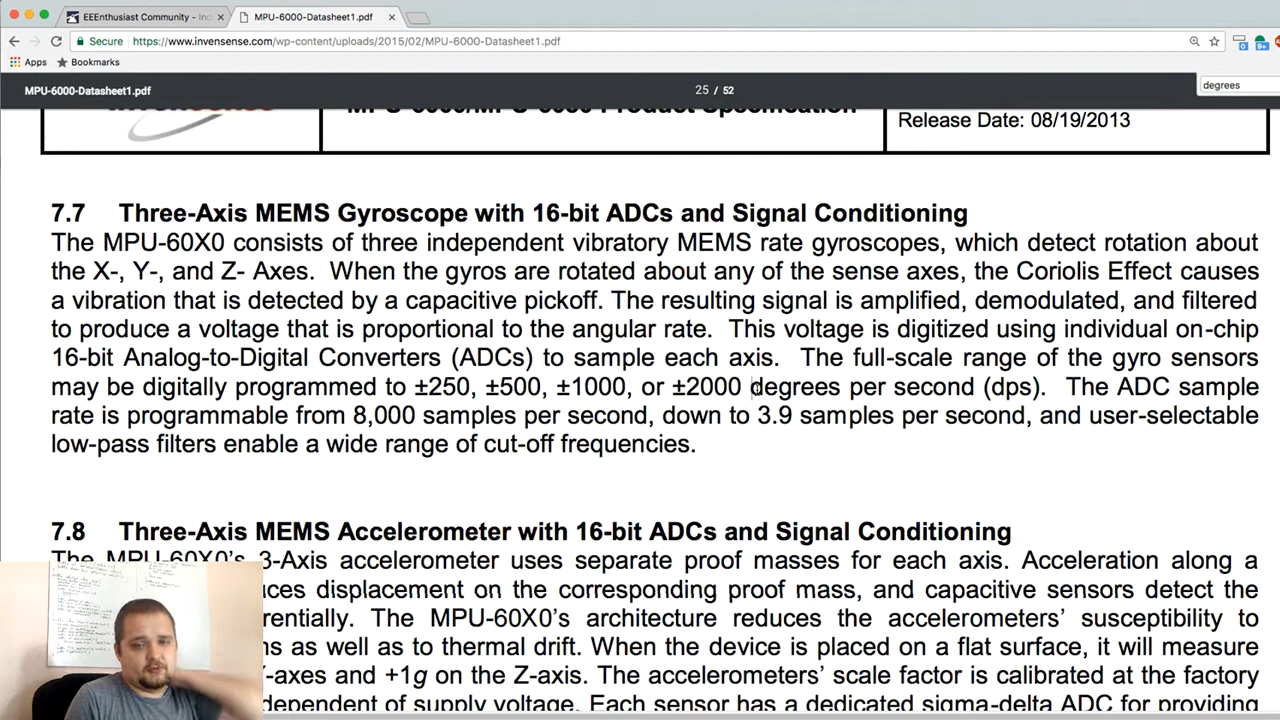 EEEnthusiast Community - In
MPU-6000-Datasheet1.pdf
Secure
https://www.invensense.com/wp-content/uploads/2015/02/MPU-6000-Datasheet1.pdf
Apps
Bookmarks
MPU-6000-Datasheet1.pdf
25 / 52
degrees
Product Specification
Release Date: 08/19/2013
7.7 Three-Axis MEMS Gyroscope with 16-bit ADCs and Signal Conditioning
The MPU-60X0 consists of three independent vibratory MEMS rate gyroscopes, which detect rotation about
the X-, Y-, and Z- Axes. When the gyros are rotated about any of the sense axes, the Coriolis Effect causes
a vibration that is detected by a capacitive pickoff. The resulting signal is amplified, demodulated, and filtered
to produce a voltage that is proportional to the angular rate. This voltage is digitized using individual on-chip
16-bit Analog-to-Digital Converters (ADCs) to sample each axis. The full-scale range of the gyro sensors
may be digitally programmed to ±250, ±500, ±1000, or ±2000 degrees per second (dps). The ADC sample
rate is programmable from 8,000 samples per second, down to 3.9 samples per second, and user-selectable
low-pass filters enable a wide range of cut-off frequencies.
7.8 Three-Axis MEMS Accelerometer with 16-bit ADCs and Signal Conditioning
The MPU-60X0's 3-Axis accelerometer uses separate proof masses for each axis. Acceleration along a
displacement on the corresponding proof mass, and capacitive sensors detect the
The MPU-60X0's architecture reduces the accelerometers' susceptibility to
as well as to thermal drift. When the device is placed on a flat surface, it will measure
-axes and +1g on the Z-axis. The accelerometers' scale factor is calibrated at the factory
of supply voltage. Each sensor has a dedicated sigma-delta ADC for providing